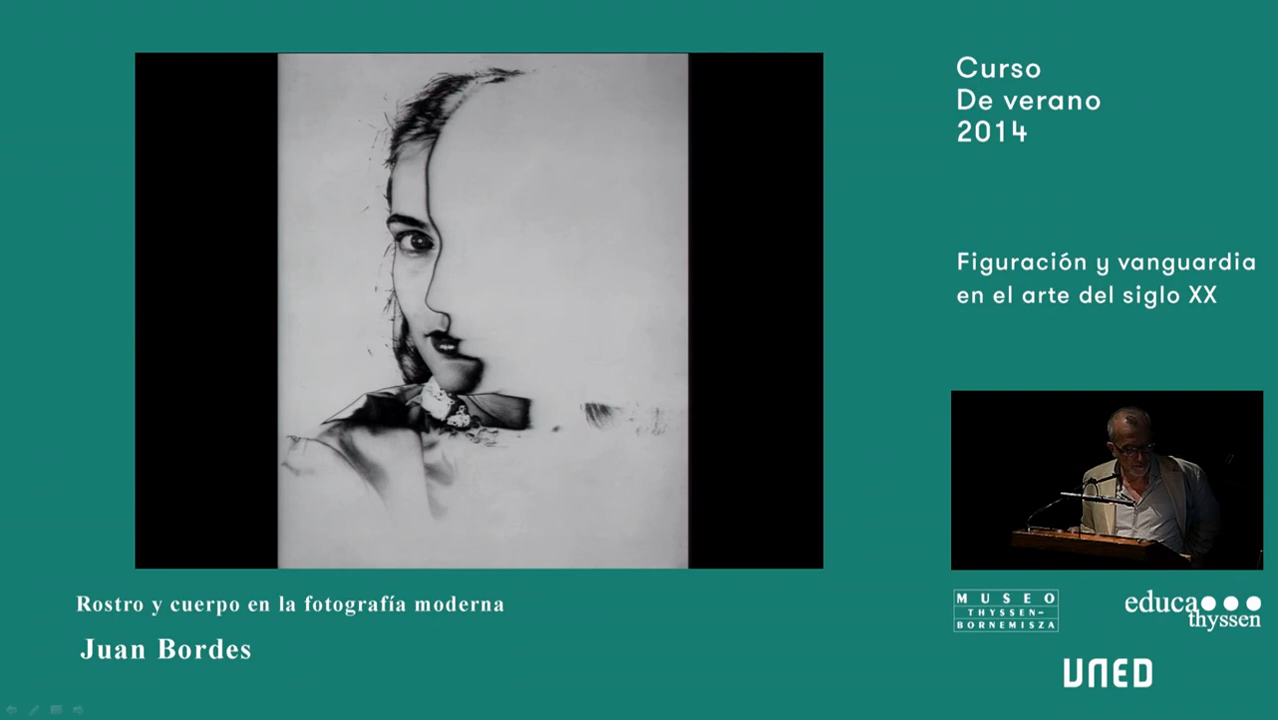 Curso
De verano
2014
Figuración y vanguardia
en el arte del siglo XX
Rostro y cuerpo en la fotografía moderna
Juan Bordes
MUSEO
THYSSEN-
BORNEMISZA
educa
thyssen
UNED